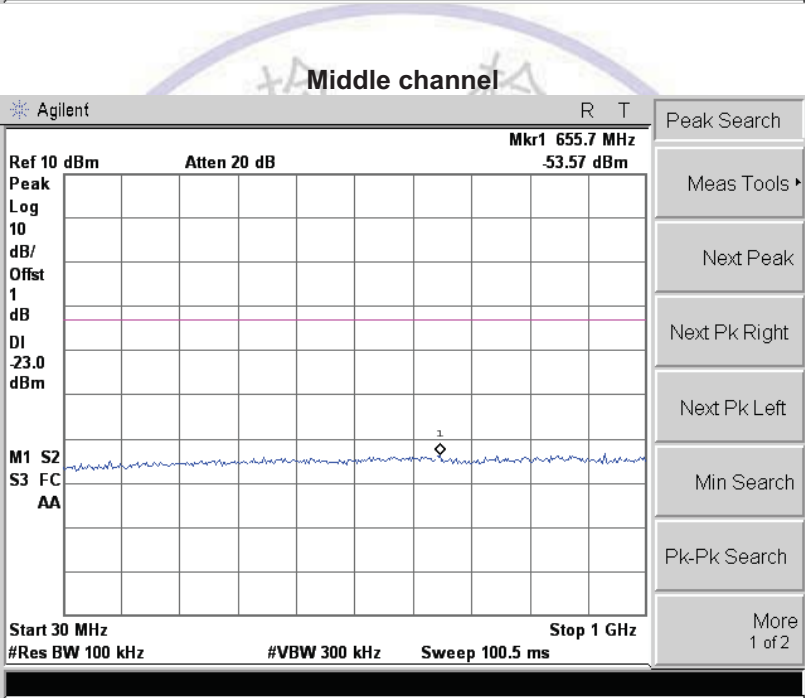 Middle channel
Agilent
R T
Peak Search
Mkr1 655.7 MHz
Ref 10 dBm Atten 20 dB -53.57 dBm
Peak
Log
10
dB/
Offst
1
dB
DI
-23.0
dBm
M1 S2
S3 FC
AA
1
Start 30 MHz Stop 1 GHz
#Res BW 100 kHz #VBW 300 kHz Sweep 100.5 ms
Meas Tools
Next Peak
Next Pk Right
Next Pk Left
Min Search
Pk-Pk Search
More
1 of 2